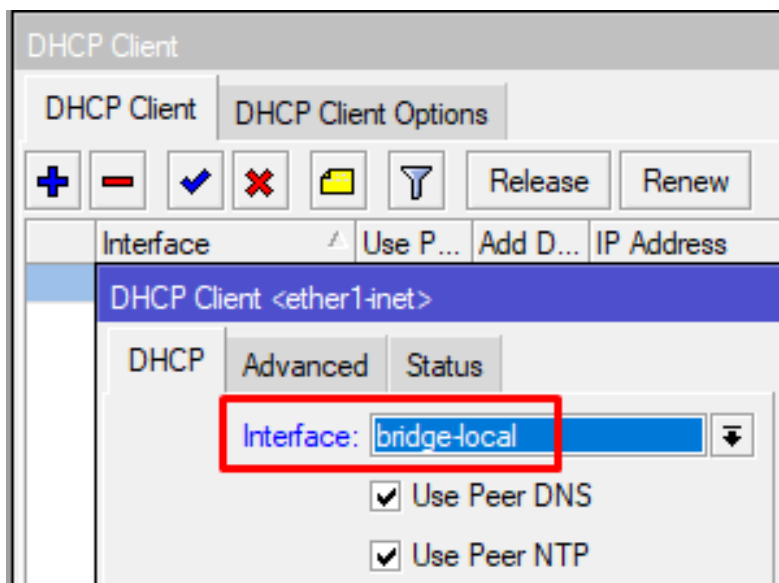 DHCP Client
DHCP Client DHCP Client Options
Release Renew
Interface Use P... Add D... IP Address
DHCP Client <ether1-inet>
DHCP Advanced Status
Interface: bridge-local
Use Peer DNS
Use Peer NTP